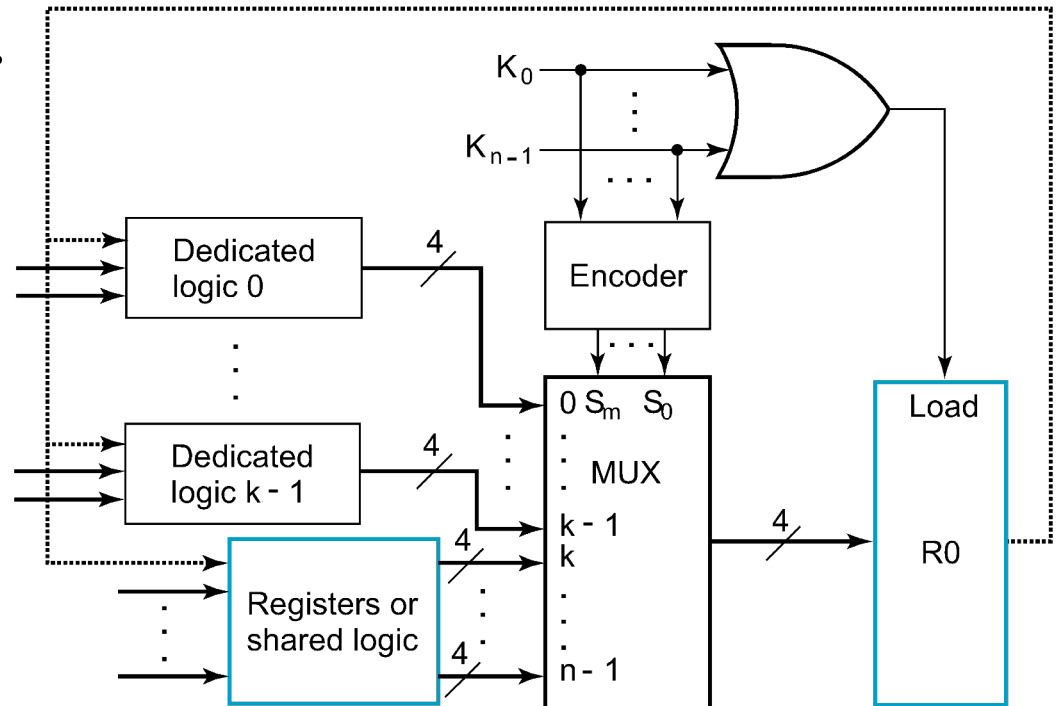 K0
Kn-1
Dedicated
logic 0
4
Encoder
0 Sm S0
Load
Dedicated
logic k - 1
4
MUX
k - 1
4
k
4
R0
Registers or
shared logic
4
n - 1